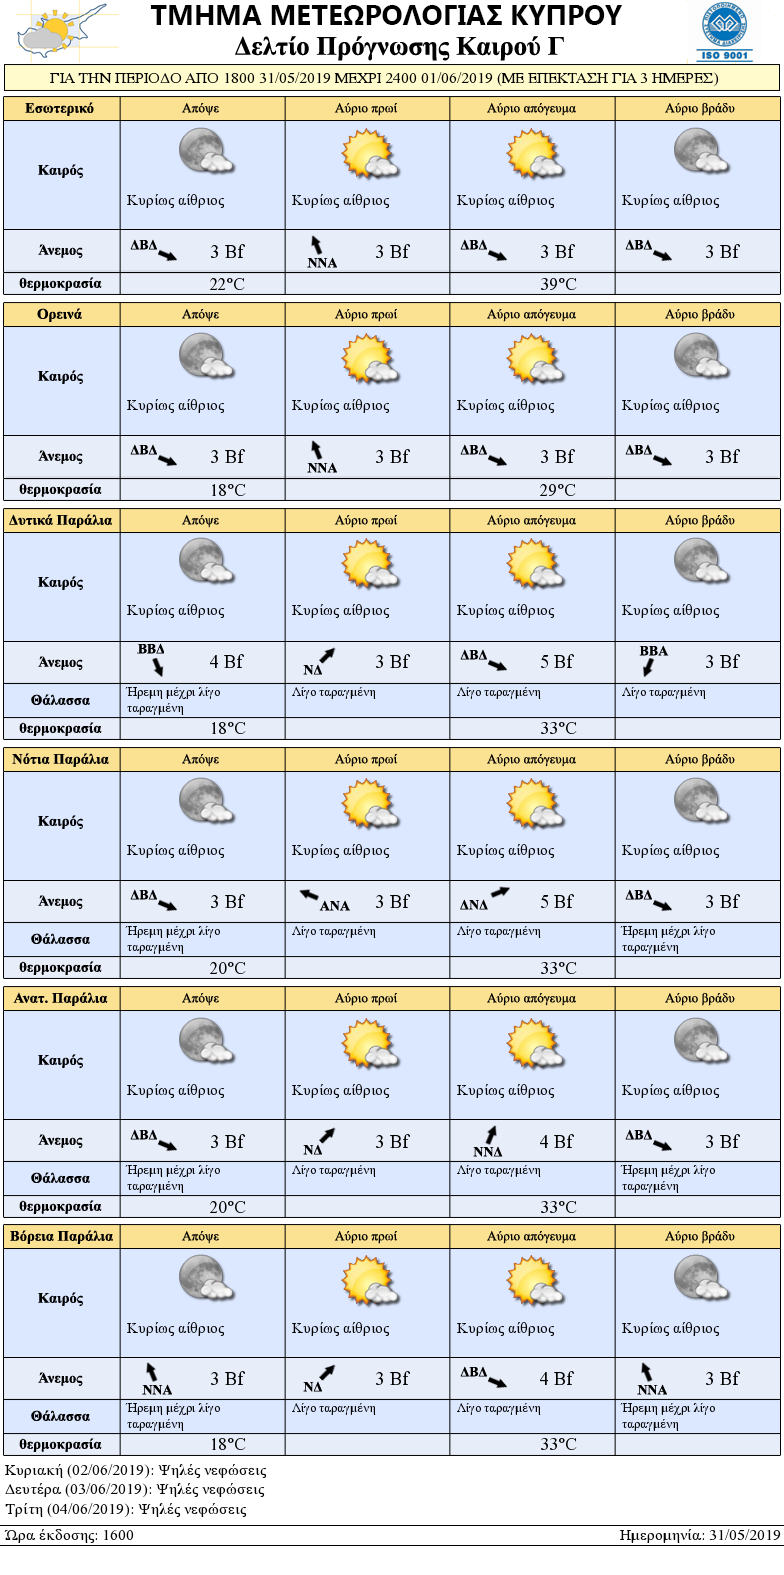 ΤΜΗΜΑ ΜΕΤΕΩΡΟΛΟΓΙΑΣ ΚΥΠΡΟΥ
Δελτίο Πρόγνωσης Καιρού Γ
ISO 9001
ΓΙΑ ΤΗΝ ΠΕΡΙΟΔΟ ΑΠΟ 1800 31/05/2019 ΜΕΧΡΙ 2400 01/06/2019 (ΜΕ ΕΠΕΚΤΑΣΗ ΓΙΑ 3 ΗΜΕΡΕΣ)
Εσωτερικό Απόψε Αύριο πρωί Αύριο απόγευμα Αύριο βράδυ
Καιρός Κυρίως αίθριος Κυρίως αίθριος Κυρίως αίθριος Κυρίως αίθριος
Άνεμος ΔΒΔ 3 Bf ΝΝΑ 3 Bf ΔΒΔ 3 Bf ΔΒΔ 3 Bf
θερμοκρασία 22°C 39°C
Ορεινά Απόψε Αύριο πρωί Αύριο απόγευμα Αύριο βράδυ
Καιρός Κυρίως αίθριος Κυρίως αίθριος Κυρίως αίθριος Κυρίως αίθριος
Άνεμος ΔΒΔ 3 Bf ΝΝΑ 3 Bf ΔΒΔ 3 Bf ΔΒΔ 3 Bf
θερμοκρασία 18°C 29°C
Δυτικά Παράλια Απόψε Αύριο πρωί Αύριο απόγευμα Αύριο βράδυ
Καιρός Κυρίως αίθριος Κυρίως αίθριος Κυρίως αίθριος Κυρίως αίθριος
Άνεμος ΒΒΔ 4 Bf ΝΔ 3 Bf ΔΒΔ 5 Bf ΒΒΑ 3 Bf
Θάλασσα Ήρεμη μέχρι λίγο ταραγμένη Λίγο ταραγμένη Λίγο ταραγμένη Λίγο ταραγμένη
θερμοκρασία 18°C 33°C
Νότια Παράλια Απόψε Αύριο πρωί Αύριο απόγευμα Αύριο βράδυ
Καιρός Κυρίως αίθριος Κυρίως αίθριος Κυρίως αίθριος Κυρίως αίθριος
Άνεμος ΔΒΔ 3 Bf ΑΝΑ 3 Bf ΔΝΔ 5 Bf ΔΒΔ 3 Bf
Θάλασσα Ήρεμη μέχρι λίγο ταραγμένη Λίγο ταραγμένη Λίγο ταραγμένη Ήρεμη μέχρι λίγο ταραγμένη
θερμοκρασία 20°C 33°C
Ανατ. Παράλια Απόψε Αύριο πρωί Αύριο απόγευμα Αύριο βράδυ
Καιρός Κυρίως αίθριος Κυρίως αίθριος Κυρίως αίθριος Κυρίως αίθριος
Άνεμος ΔΒΔ 3 Bf ΝΔ 3 Bf ΝΝΔ 4 Bf ΔΒΔ 3 Bf
Θάλασσα Ήρεμη μέχρι λίγο ταραγμένη Λίγο ταραγμένη Λίγο ταραγμένη Ήρεμη μέχρι λίγο ταραγμένη
θερμοκρασία 20°C 33°C
Βόρεια Παράλια Απόψε Αύριο πρωί Αύριο απόγευμα Αύριο βράδυ
Καιρός Κυρίως αίθριος Κυρίως αίθριος Κυρίως αίθριος Κυρίως αίθριος
Άνεμος ΝΝΑ 3 Bf ΝΔ 3 Bf ΔΒΔ 4 Bf ΝΝΑ 3 Bf
Θάλασσα Ήρεμη μέχρι λίγο ταραγμένη Λίγο ταραγμένη Λίγο ταραγμένη Ήρεμη μέχρι λίγο ταραγμένη
θερμοκρασία 18°C 33°C
Κυριακή (02/06/2019): Ψηλές νεφώσεις
Δευτέρα (03/06/2019): Ψηλές νεφώσεις
Τρίτη (04/06/2019): Ψηλές νεφώσεις
Ώρα έκδοσης: 1600 Ημερομηνία: 31/05/2019